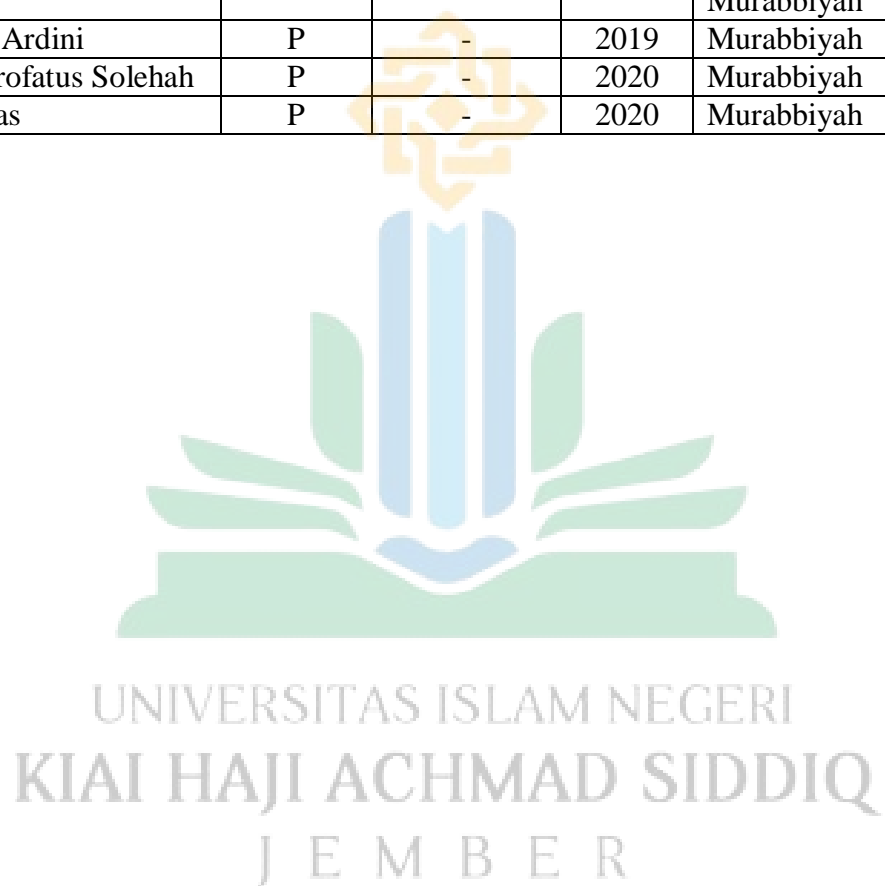 Murabbiyah
Ardini P - 2019 Murabbiyah
rofatus Solehah P - 2020 Murabbiyah
as P - 2020 Murabbiyah
UNIVERSITAS ISLAM NEGERI
KIAI HAJI ACHMAD SIDDIQ
J E M B E R